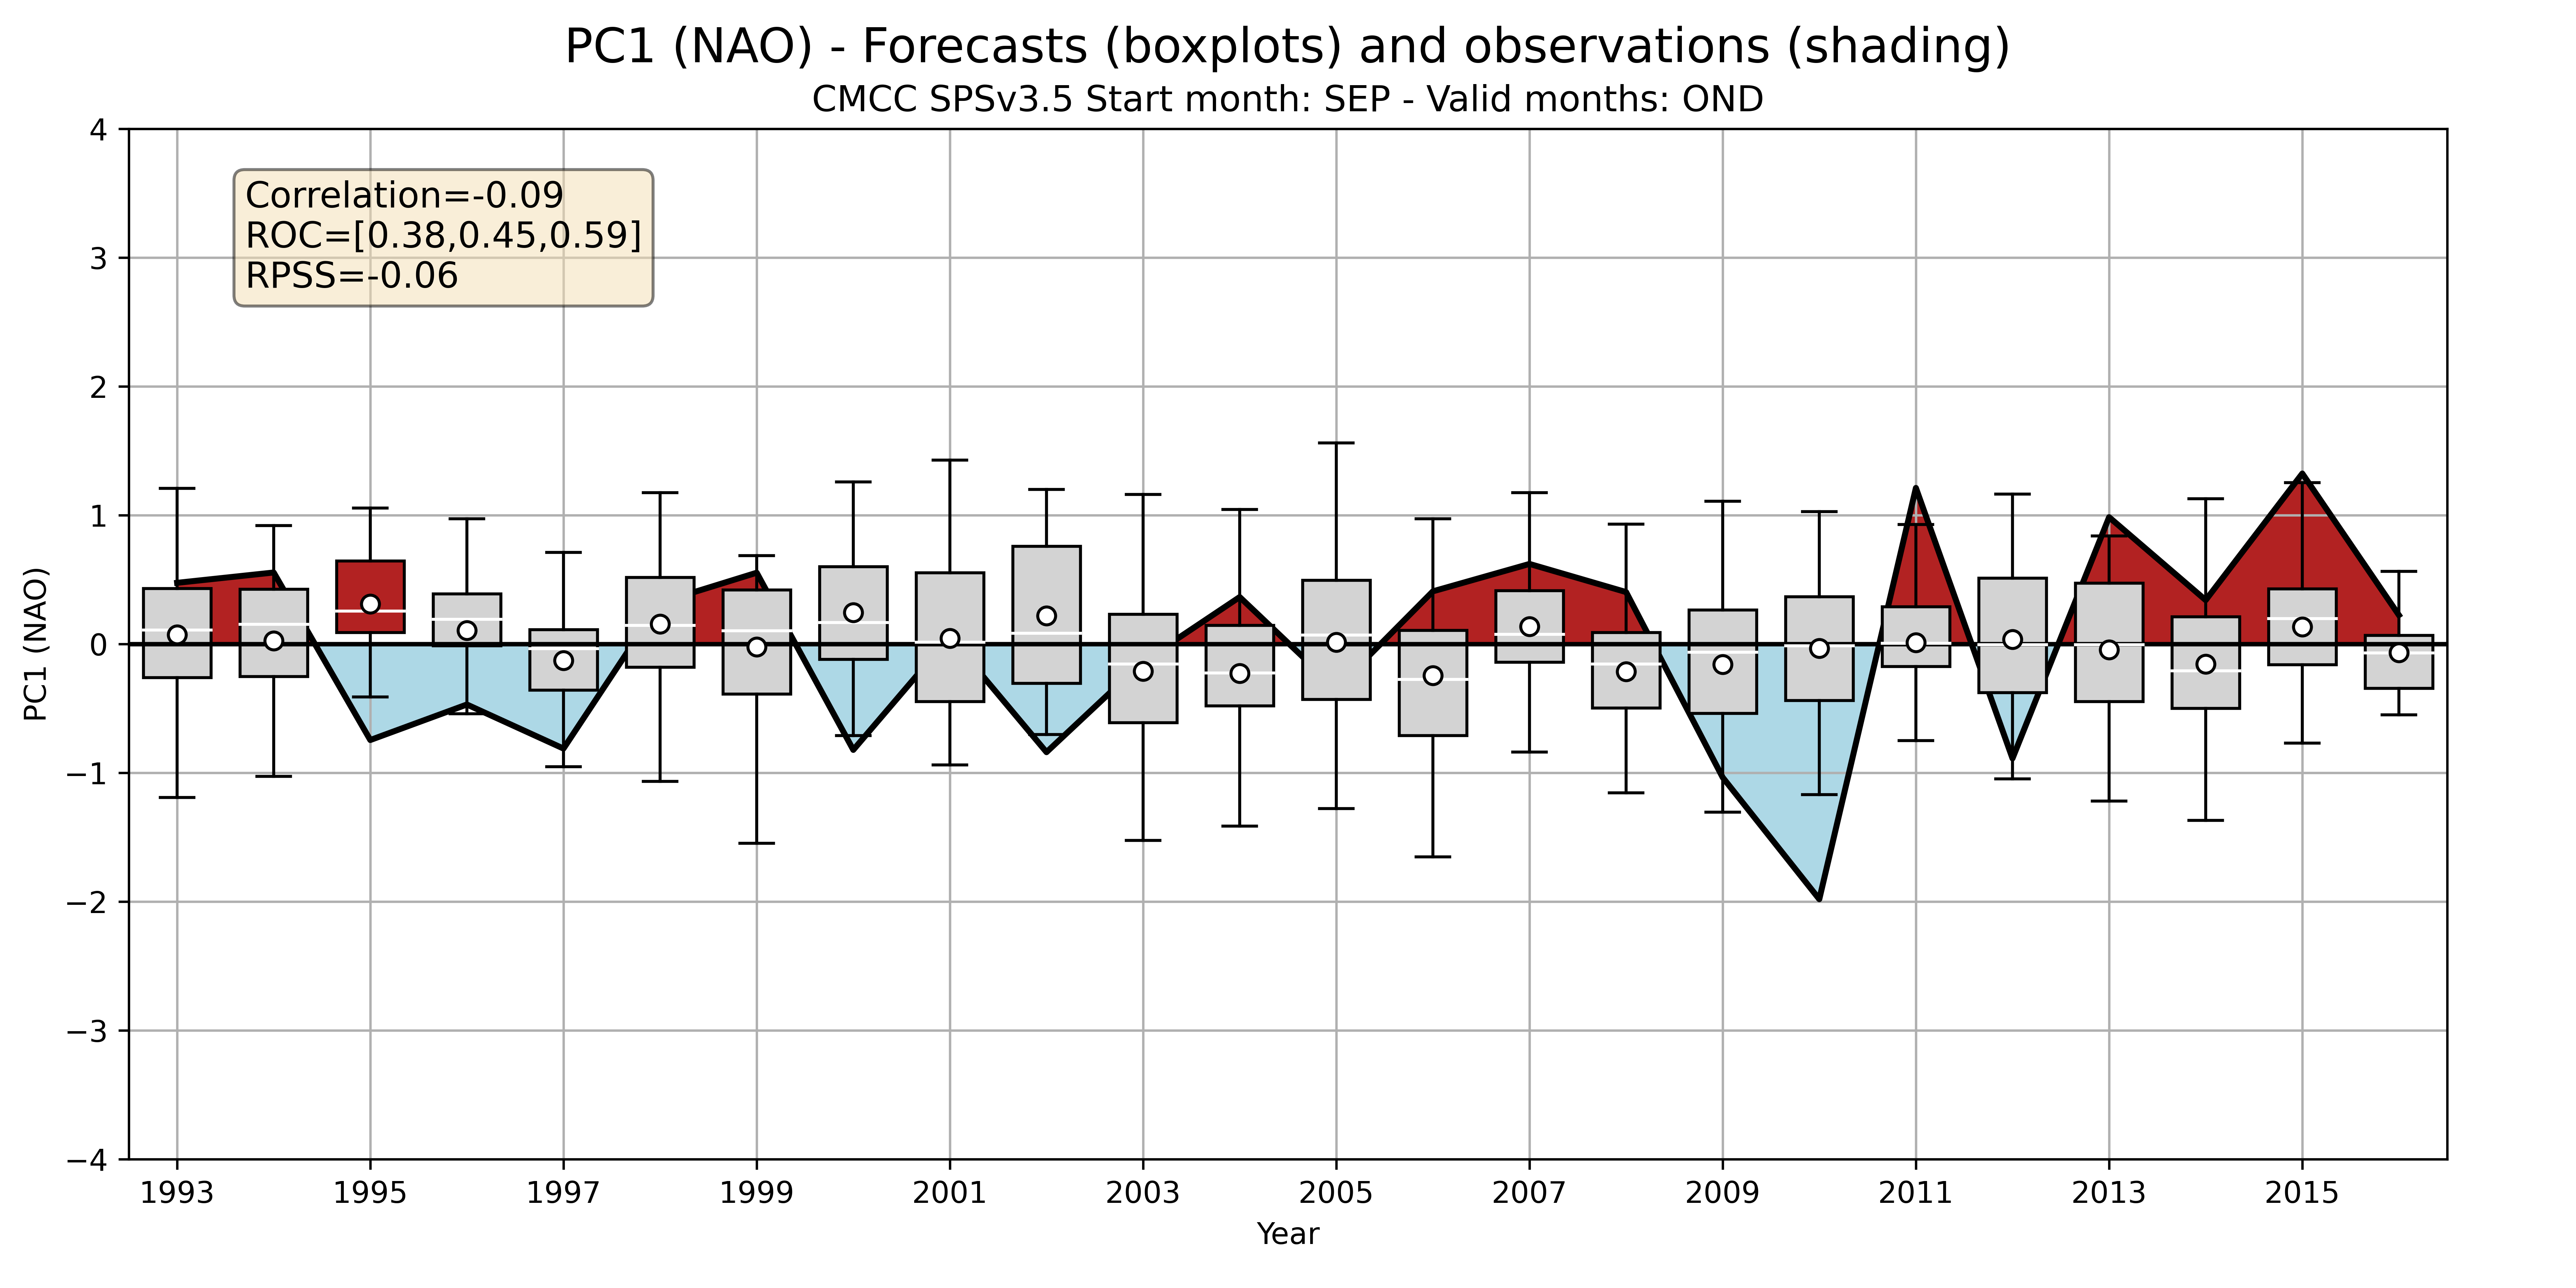 PC1 (NAO) - Forecasts (boxplots) and observations (shading)
CMCC SPSv3.5 Start month: SEP - Valid months: OND
Correlation=-0.09
ROC=[0.38,0.45,0.59]
RPSS=-0.06
PC1 (NAO)
4
3
2
1
0
−1
−2
−3
−4
1993 1995 1997 1999 2001 2003 2005 2007 2009 2011 2013 2015
Year